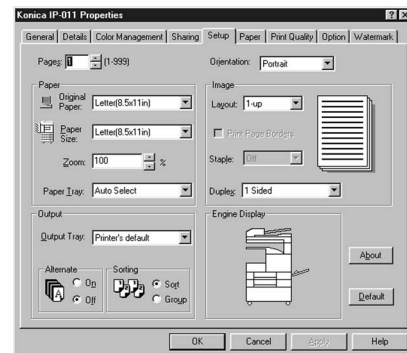 Konica IP-011 Properties
General Details Color Management Sharing Setup Paper Print Quality Option Watermark
Pages: 1 (1-999)
Orientation: Portrait
Paper
Original Paper: Letter(8.5x11in)
Paper Size: Letter(8.5x11in)
Zoom: 100 %
Paper Tray: Auto Select
Image
Layout: 1-up
Print Page Borders
Staple: Off
Duplex: 1 Sided
Output
Output Tray: Printer's default
Alternate
On
Off
A
Sorting
Sort
Group
Engine Display
About
Default
OK Cancel Apply Help